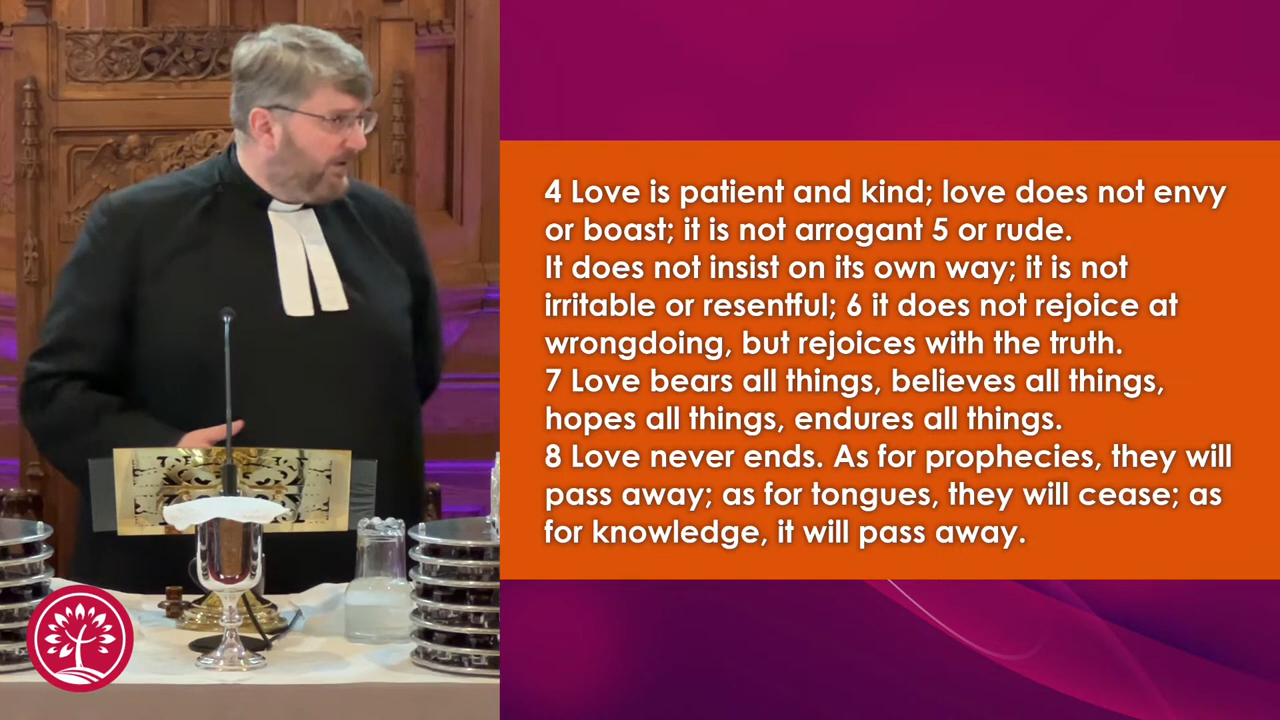 4 Love is patient and kind; love does not envy
or boast; it is not arrogant 5 or rude.
It does not insist on its own way; it is not
irritable or resentful; 6 it does not rejoice at
wrongdoing, but rejoices with the truth.
7 Love bears all things, believes all things,
hopes all things, endures all things.
8 Love never ends. As for prophecies, they will
pass away; as for tongues, they will cease; as
for knowledge, it will pass away.